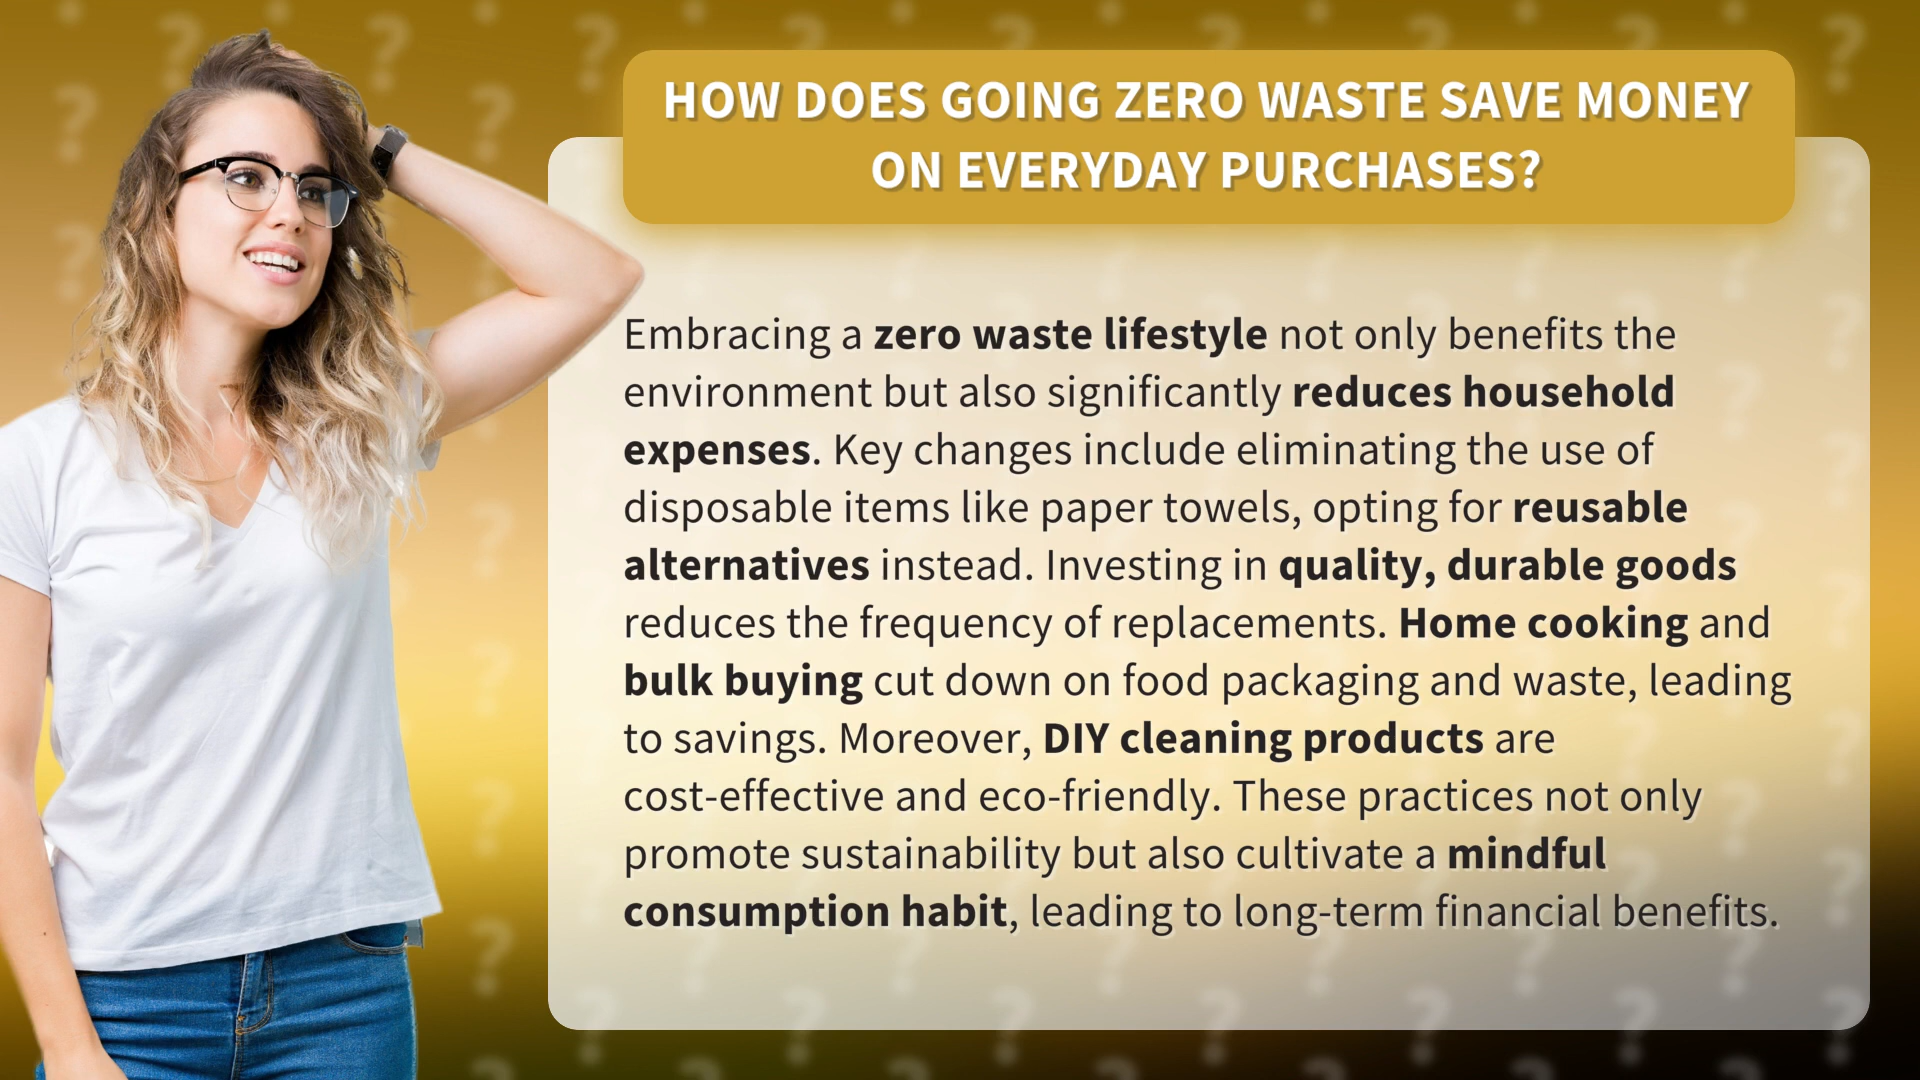 HOW DOES GOING ZERO WASTE SAVE MONEY
ON EVERYDAY PURCHASES?
Embracing a zero waste lifestyle not only benefits the
environment but also significantly reduces household
expenses. Key changes include eliminating the use of
disposable items like paper towels, opting for reusable
alternatives instead. Investing in quality, durable goods
reduces the frequency of replacements. Home cooking and
bulk buying cut down on food packaging and waste, leading
to savings. Moreover, DIY cleaning products are
cost-effective and eco-friendly. These practices not only
promote sustainability but also cultivate a mindful
consumption habit, leading to long-term financial benefits.